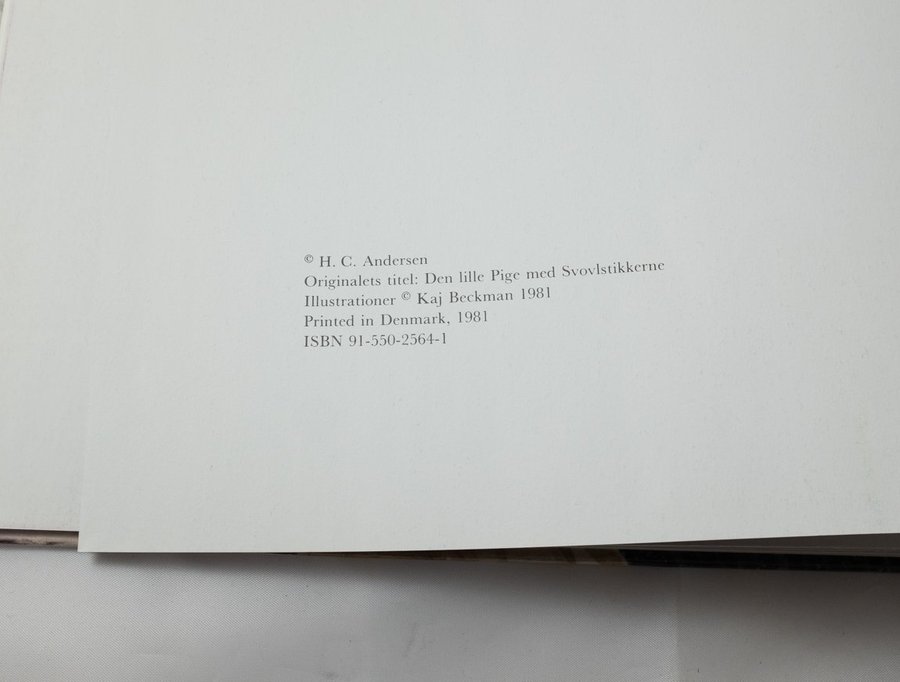 © H. C. Andersen
Originalets titel: Den lille Pige med Svovlstikkerne
Illustrationer © Kaj Beckman 1981
Printed in Denmark, 1981
ISBN 91-550-2564-1